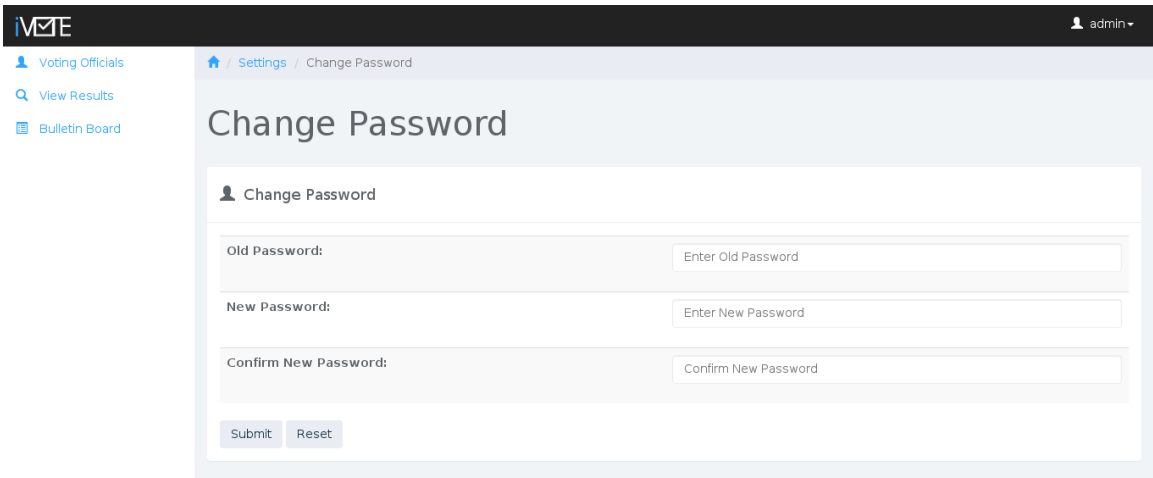 iVOTE
admin
Voting Officials
View Results
Bulletin Board
/ Settings / Change Password
Change Password
Change Password
Old Password:
Enter Old Password
New Password:
Enter New Password
Confirm New Password:
Confirm New Password
Submit Reset